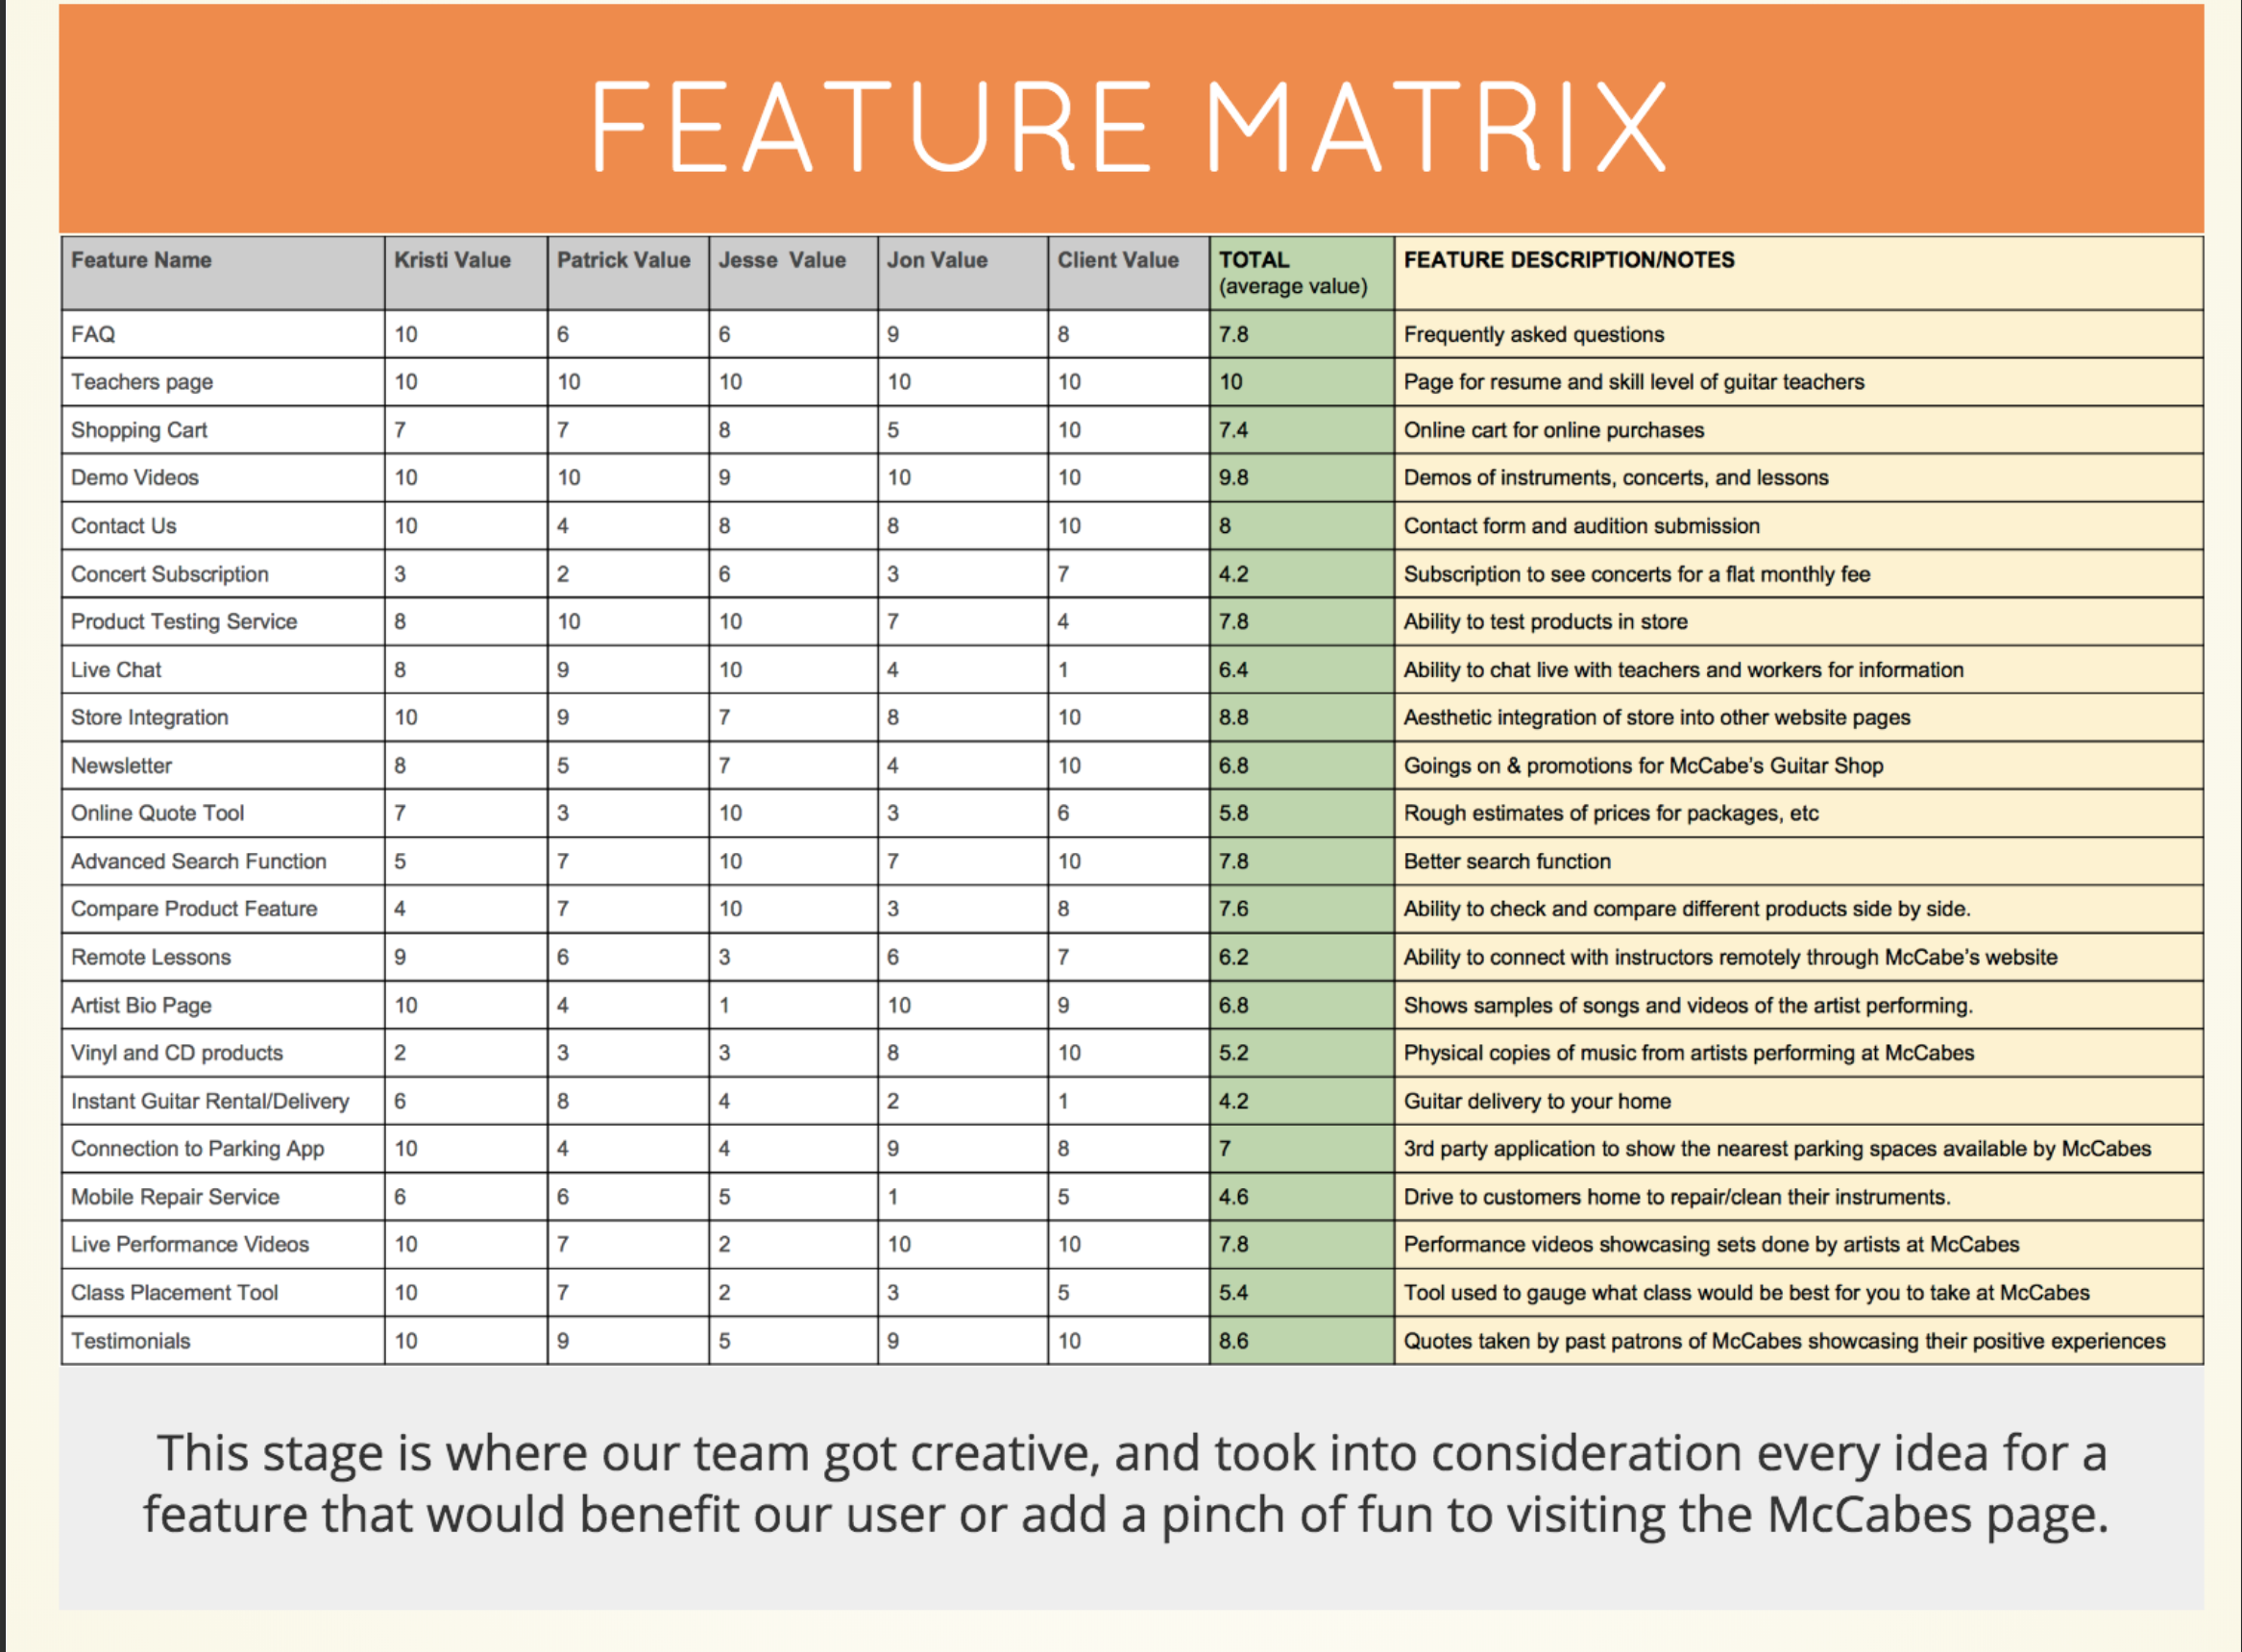 FEATURE MATRIX
Feature Name Kristi Value Patrick Value Jesse Value Jon Value Client Value TOTAL FEATURE DESCRIPTION/NOTES
(average value)
FAQ 10 6 6 9 8 7.8 Frequently asked questions
Teachers page 10 10 10 10 10 10 Page for resume and skill level of guitar teachers
Shopping Cart 7 7 8 5 10 7.4 Online cart for online purchases
Demo Videos 10 10 9 10 10 9.8 Demos of instruments, concerts, and lessons
Contact Us 10 4 8 8 10 8 Contact form and audition submission
Concert Subscription 3 2 6 3 7 4.2 Subscription to see concerts for a flat monthly fee
Product Testing Service 8 10 10 7 4 7.8 Ability to test products in store
Live Chat 8 9 10 4 1 6.4 Ability to chat live with teachers and workers for information
Store Integration 10 9 7 8 10 8.8 Aesthetic integration of store into other website pages
Newsletter 8 5 7 4 10 6.8 Goings on & promotions for McCabe's Guitar Shop
Online Quote Tool 7 3 10 3 6 5.8 Rough estimates of prices for packages, etc
Advanced Search Function 5 7 10 7 10 7.8 Better search function
Compare Product Feature 4 7 10 3 8 7.6 Ability to check and compare different products side by side.
Remote Lessons 9 6 3 6 7 6.2 Ability to connect with instructors remotely through McCabe's website
Artist Bio Page 10 4 1 10 9 6.8 Shows samples of songs and videos of the artist performing.
Vinyl and CD products 2 3 3 8 10 5.2 Physical copies of music from artists performing at McCabes
Instant Guitar Rental/Delivery 6 8 4 2 1 4.2 Guitar delivery to your home
Connection to Parking App 10 4 4 9 8 7 3rd party application to show the nearest parking spaces available by McCabes
Mobile Repair Service 6 6 5 1 5 4.6 Drive to customers home to repair/clean their instruments.
Live Performance Videos 10 7 2 10 10 7.8 Performance videos showcasing sets done by artists at McCabes
Class Placement Tool 10 7 2 3 5 5.4 Tool used to gauge what class would be best for you to take at McCabes
Testimonials 10 9 5 9 10 8.6 Quotes taken by past patrons of McCabes showcasing their positive experiences
This stage is where our team got creative, and took into consideration every idea for a
feature that would benefit our user or add a pinch of fun to visiting the McCabes page.